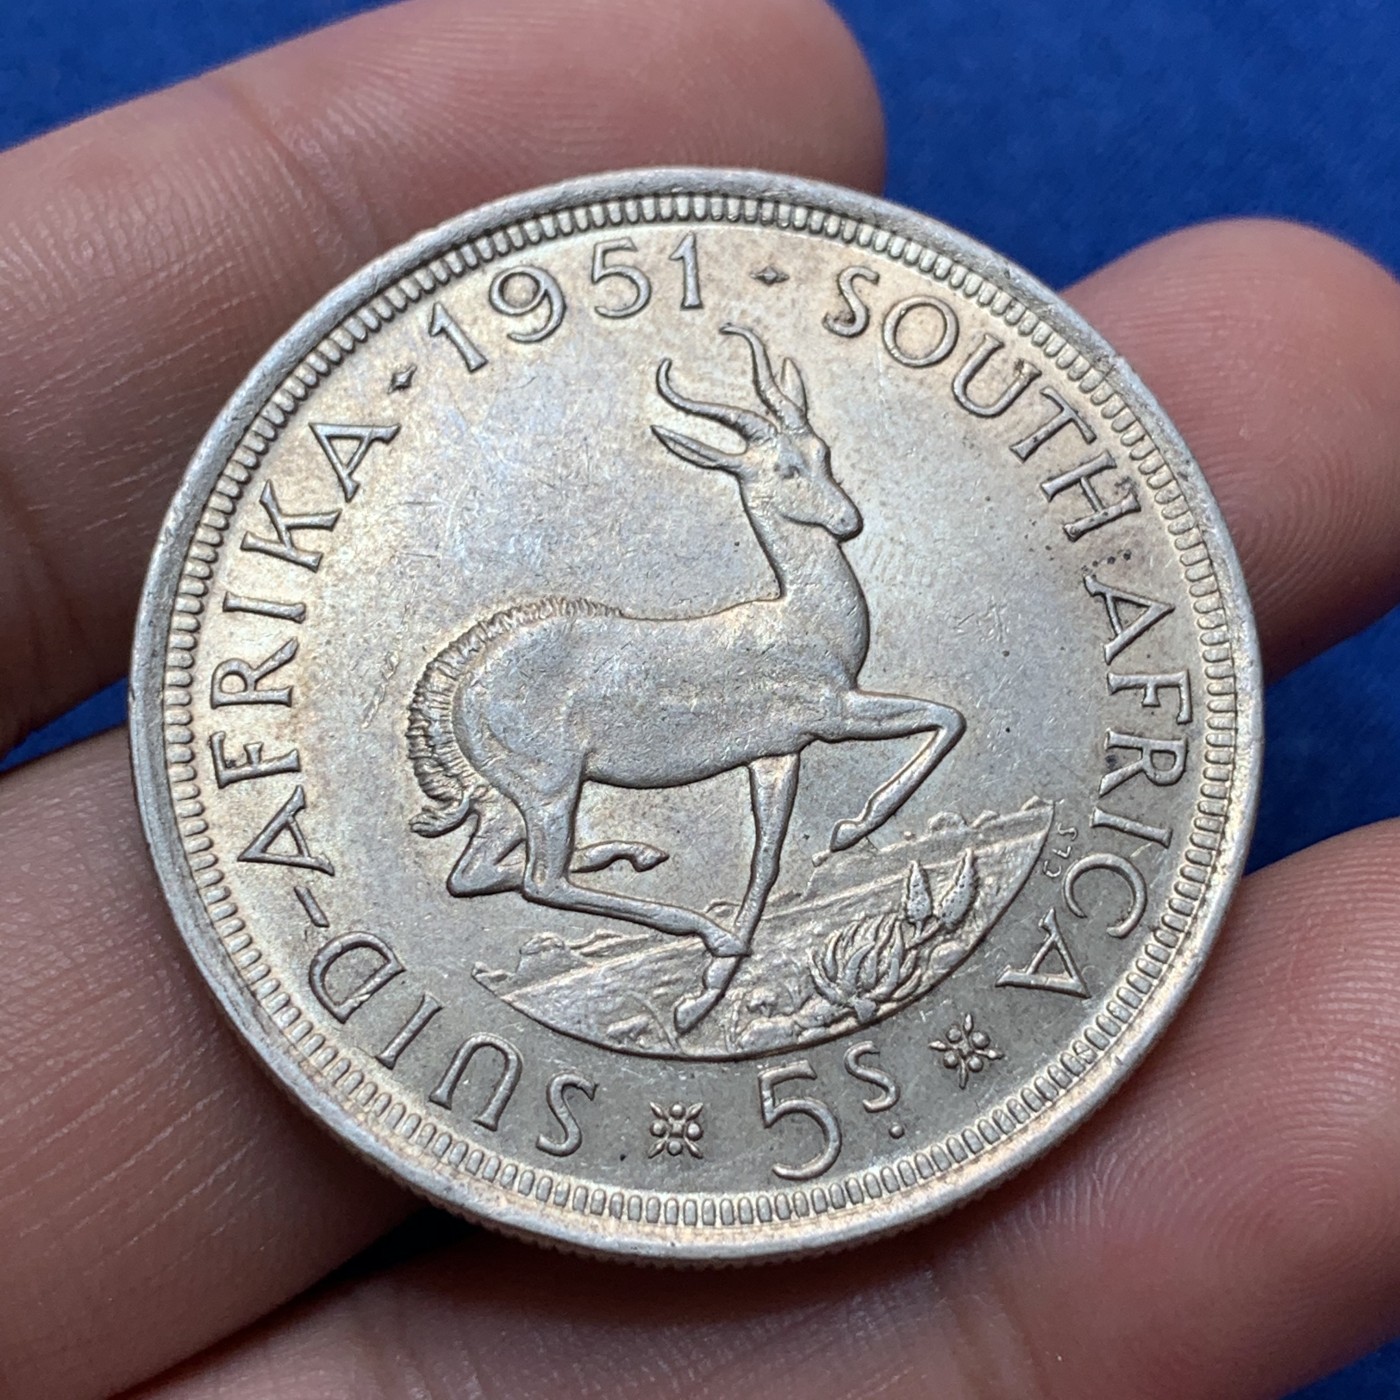 SUID-AFRIKA · 1951 · SOUTH AFRICA
5S.
CLS